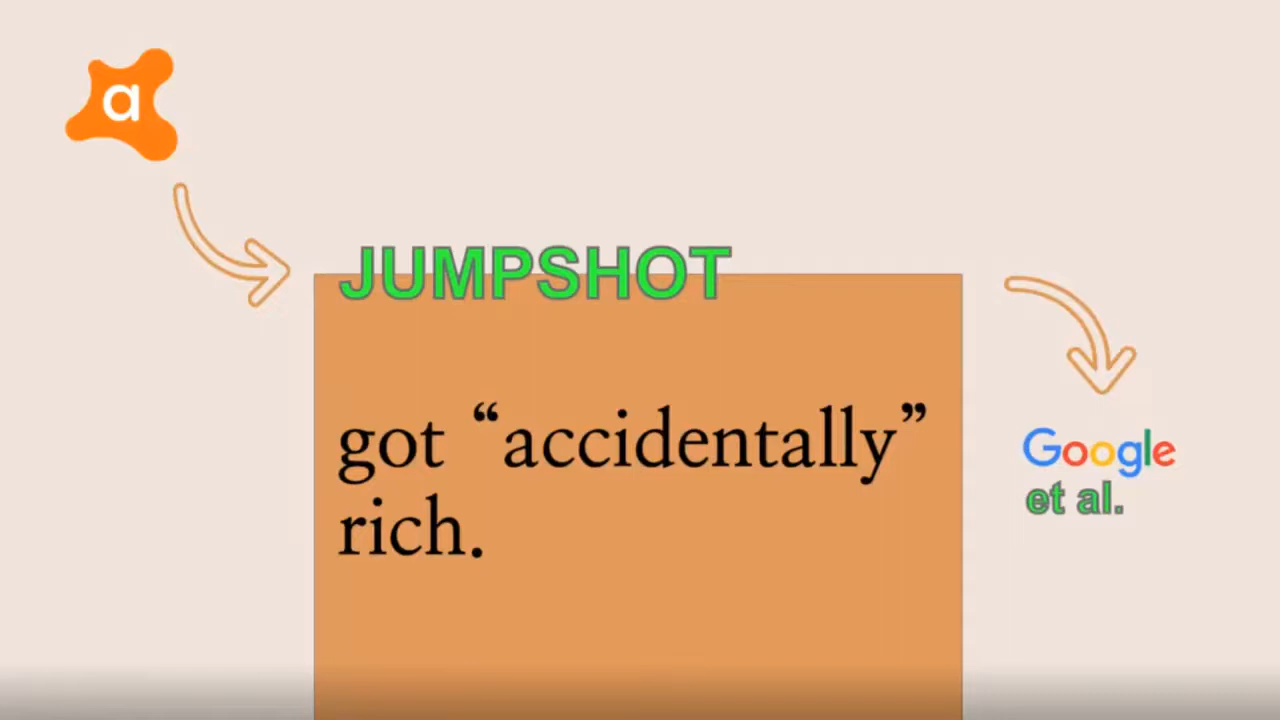 a
JUMPSHOT
got “accidentally”
rich.
Google
et al.